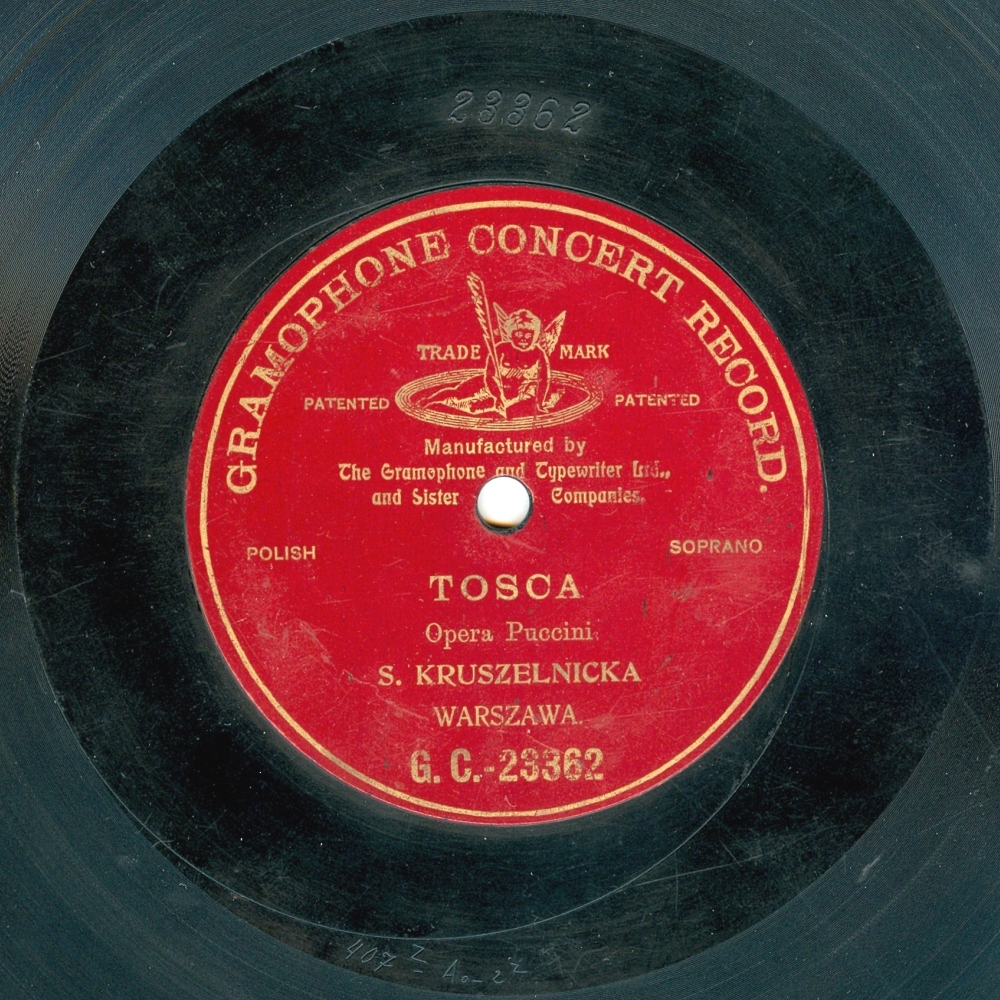 23362
GRAMOPHONE CONCERT RECORD.
TRADE MARK
PATENTED PATENTED
Manufactured by
The Gramophone and Typewriter Ltd.,
and Sister Companies.
POLISH SOPRANO
TOSCA
Opera Puccini.
S. KRUSZELNICKA
WARSZAWA.
G. C.-23362